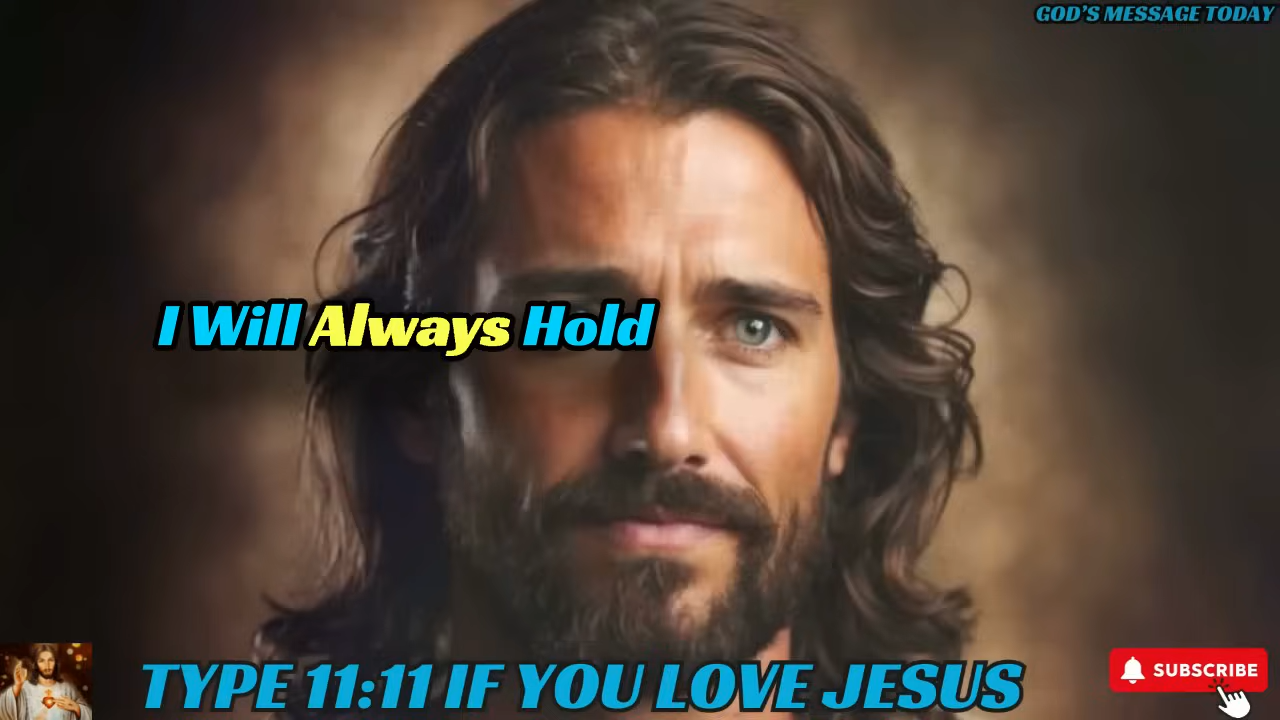 GOD'S MESSAGE TODAY
I Will Always Hold
TYPE 11:11 IF YOU LOVE JESUS
SUBSCRIBE